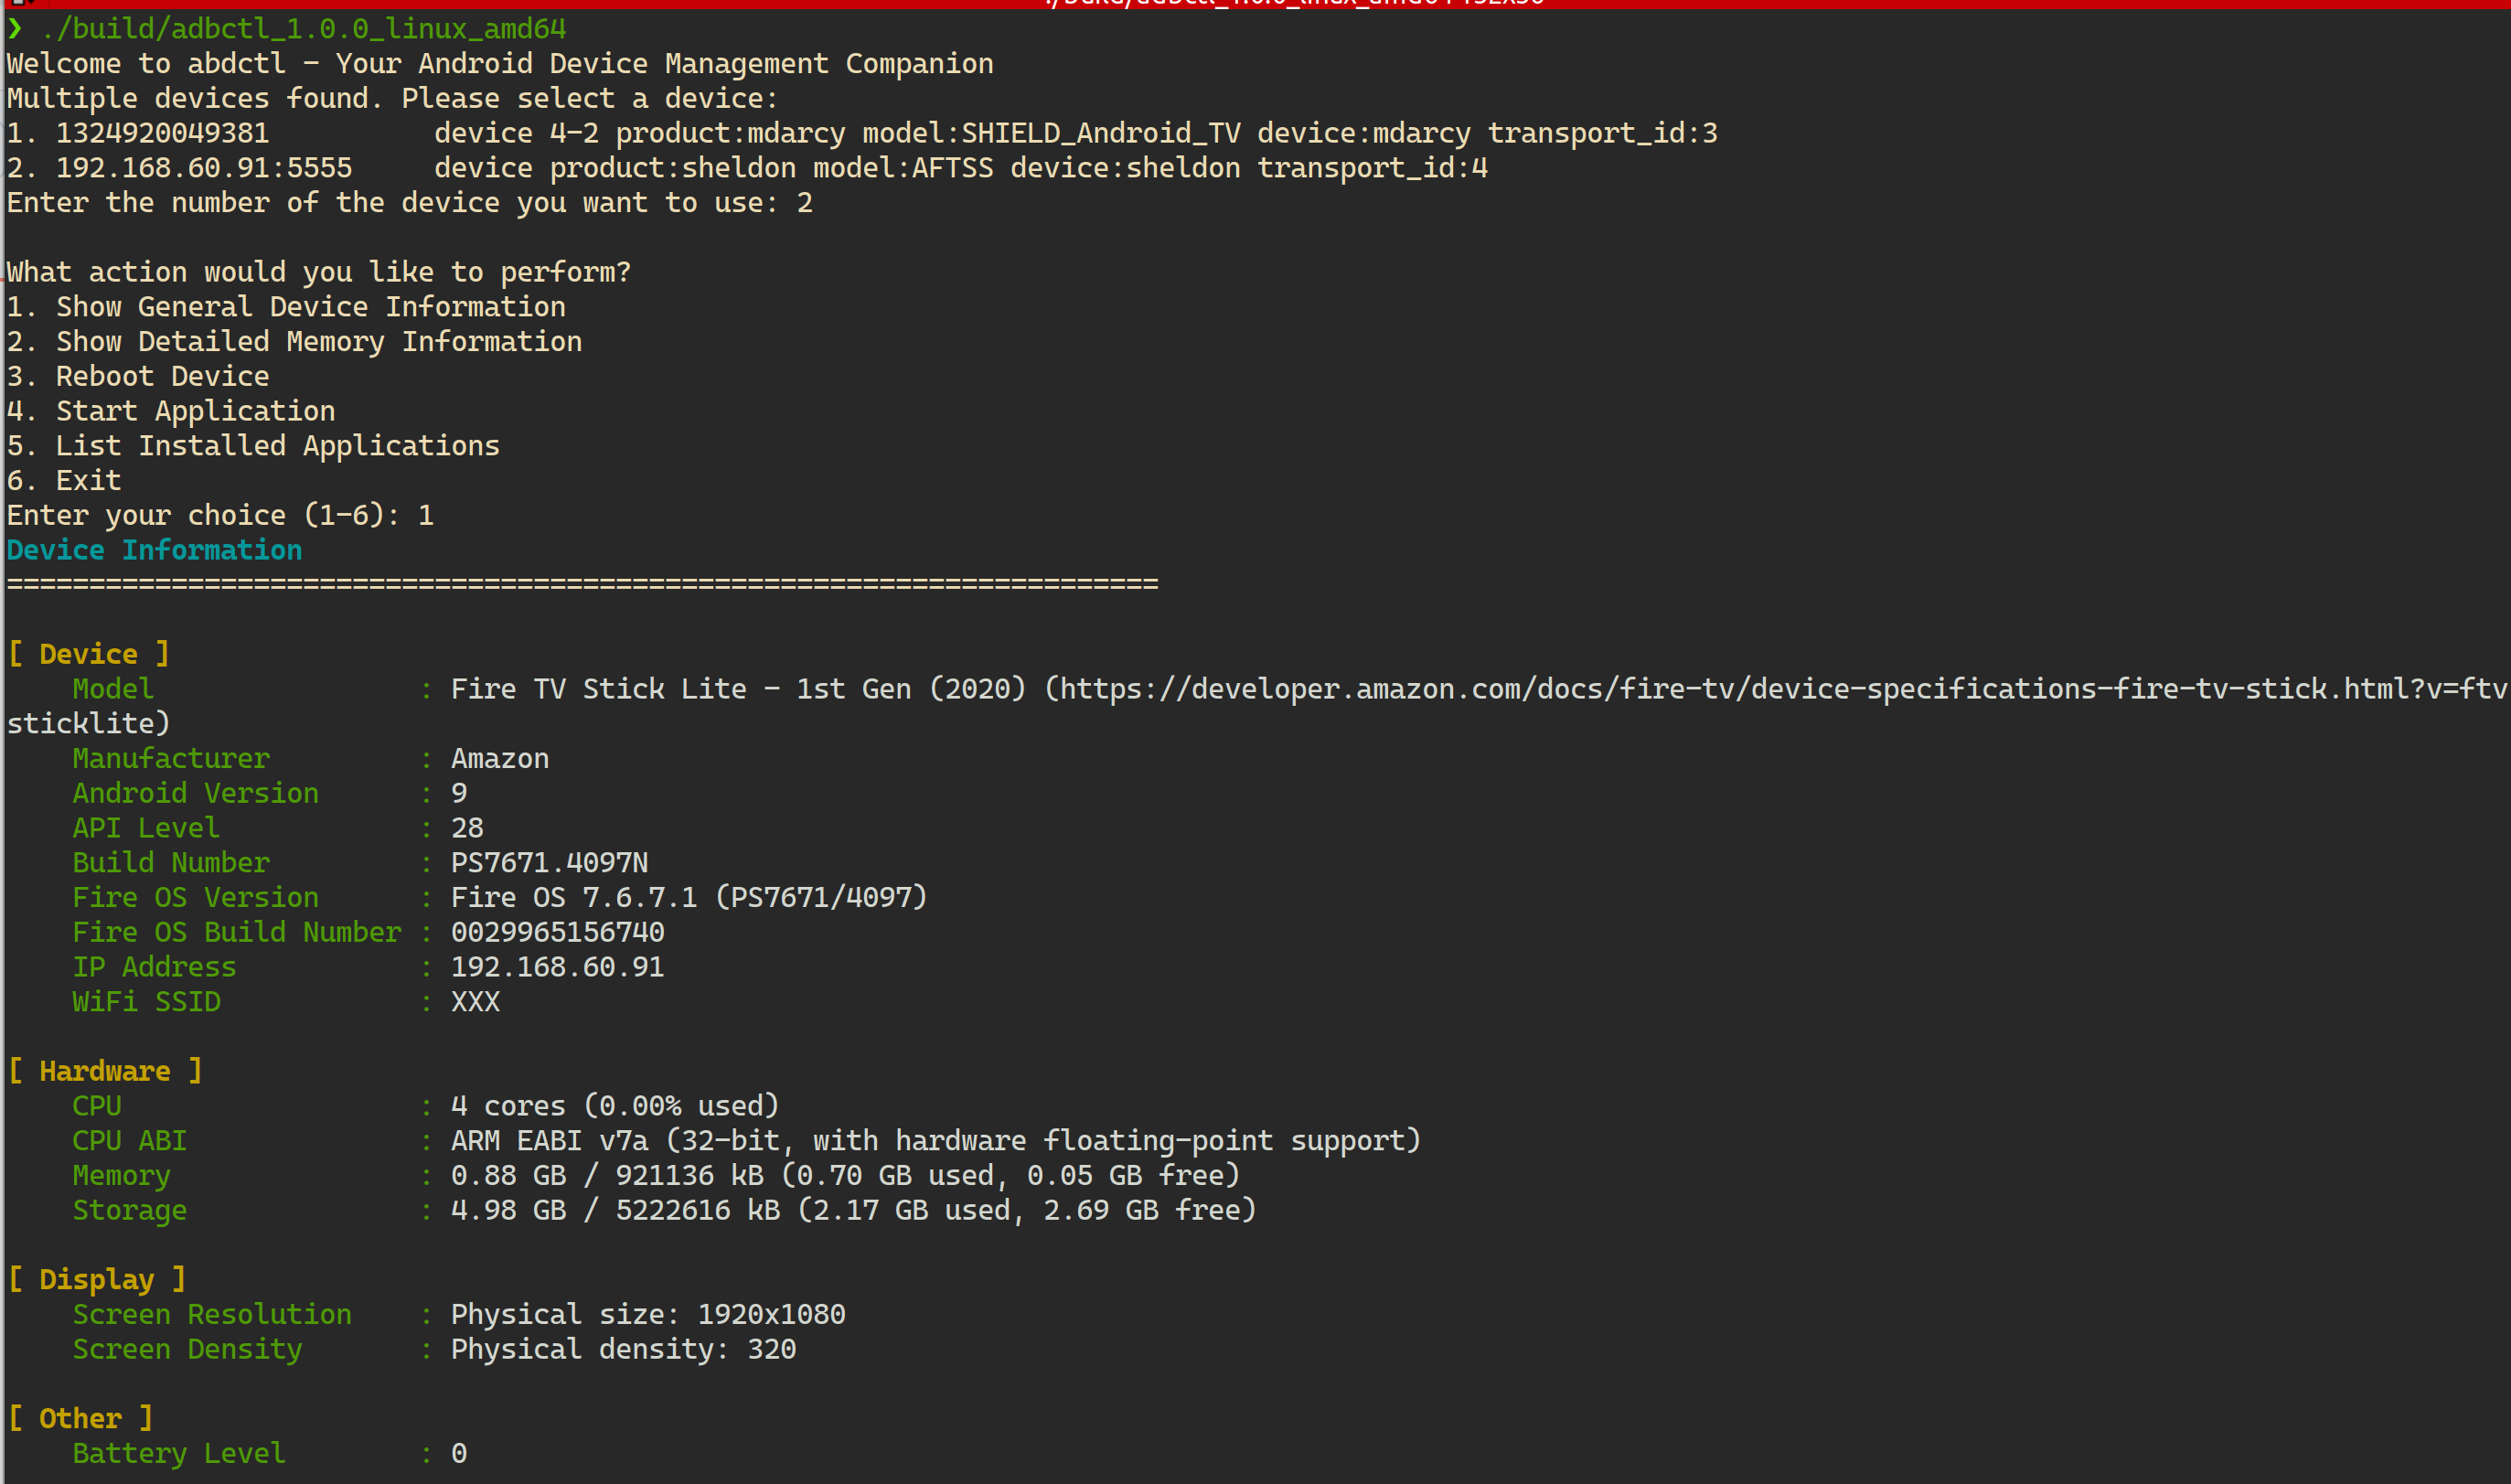 ❯ ./build/adbctl_1.0.0_linux_amd64
Welcome to abdctl - Your Android Device Management Companion
Multiple devices found. Please select a device:
1. 1324920049381          device 4-2 product:mdarcy model:SHIELD_Android_TV device:mdarcy transport_id:3
2. 192.168.60.91:5555     device product:sheldon model:AFTSS device:sheldon transport_id:4
Enter the number of the device you want to use: 2

What action would you like to perform?
1. Show General Device Information
2. Show Detailed Memory Information
3. Reboot Device
4. Start Application
5. List Installed Applications
6. Exit
Enter your choice (1-6): 1
Device Information
======================================================================

[ Device ]
    Model                : Fire TV Stick Lite - 1st Gen (2020) (https://developer.amazon.com/docs/fire-tv/device-specifications-fire-tv-stick.html?v=ftv
sticklite)
    Manufacturer         : Amazon
    Android Version      : 9
    API Level            : 28
    Build Number         : PS7671.4097N
    Fire OS Version      : Fire OS 7.6.7.1 (PS7671/4097)
    Fire OS Build Number : 0029965156740
    IP Address           : 192.168.60.91
    WiFi SSID            : XXX

[ Hardware ]
    CPU                  : 4 cores (0.00% used)
    CPU ABI              : ARM EABI v7a (32-bit, with hardware floating-point support)
    Memory               : 0.88 GB / 921136 kB (0.70 GB used, 0.05 GB free)
    Storage              : 4.98 GB / 5222616 kB (2.17 GB used, 2.69 GB free)

[ Display ]
    Screen Resolution    : Physical size: 1920x1080
    Screen Density       : Physical density: 320

[ Other ]
    Battery Level        : 0